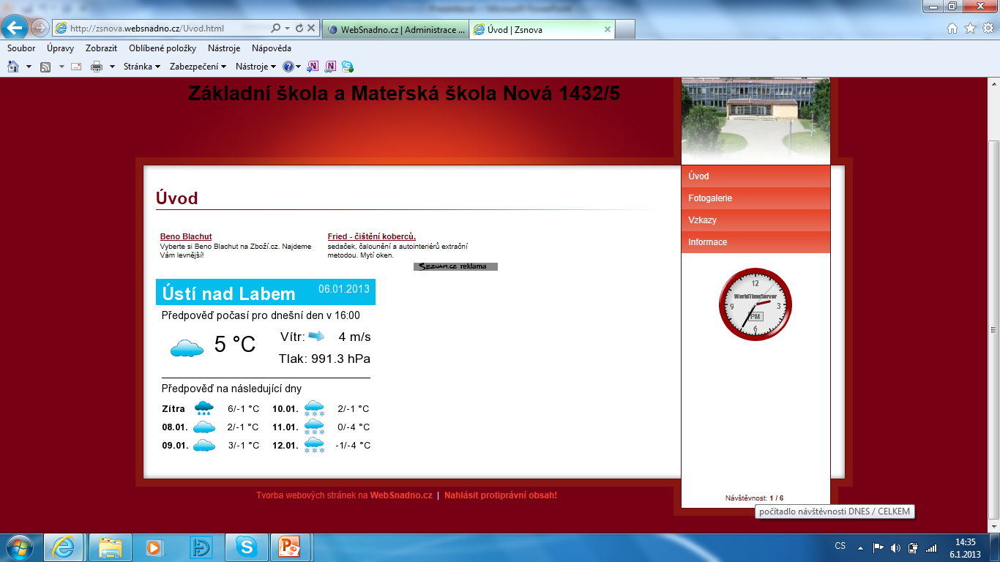 http://zsnova.websnadno.cz/Uvod.html
WebSnadno.cz | Administrace ...
Úvod | Zsnova
Soubor Úpravy Zobrazit Oblíbené položky Nástroje Nápověda
Stránka Zabezpečení Nástroje
Základní škola a Mateřská škola Nová 1432/5
Úvod
Fotogalerie
Vzkazy
Informace
Úvod
Beno Blachut
Vyberte si Beno Blachut na Zboží.cz. Najdeme
Vám levnější!
Fried - čištění koberců,
sedaček, čalounění a autointeriérů extrační
metodou. Mytí oken.
Seznam.cz reklama
Ústí nad Labem 06.01.2013
Předpověď počasí pro dnešní den v 16:00
5 °C
Vítr: 4 m/s
Tlak: 991.3 hPa
Předpověď na následující dny
Zítra 6/-1 °C 10.01. 2/-1 °C
08.01. 2/-1 °C 11.01. 0/-4 °C
09.01. 3/-1 °C 12.01. -1/-4 °C
12
WorldTimeServer
9 3
PM
6
Návštěvnost: 1 / 6
počítadlo návštěvnosti DNES / CELKEM
Tvorba webových stránek na WebSnadno.cz | Nahlásit protiprávní obsah!
CS
14:35
6.1.2013